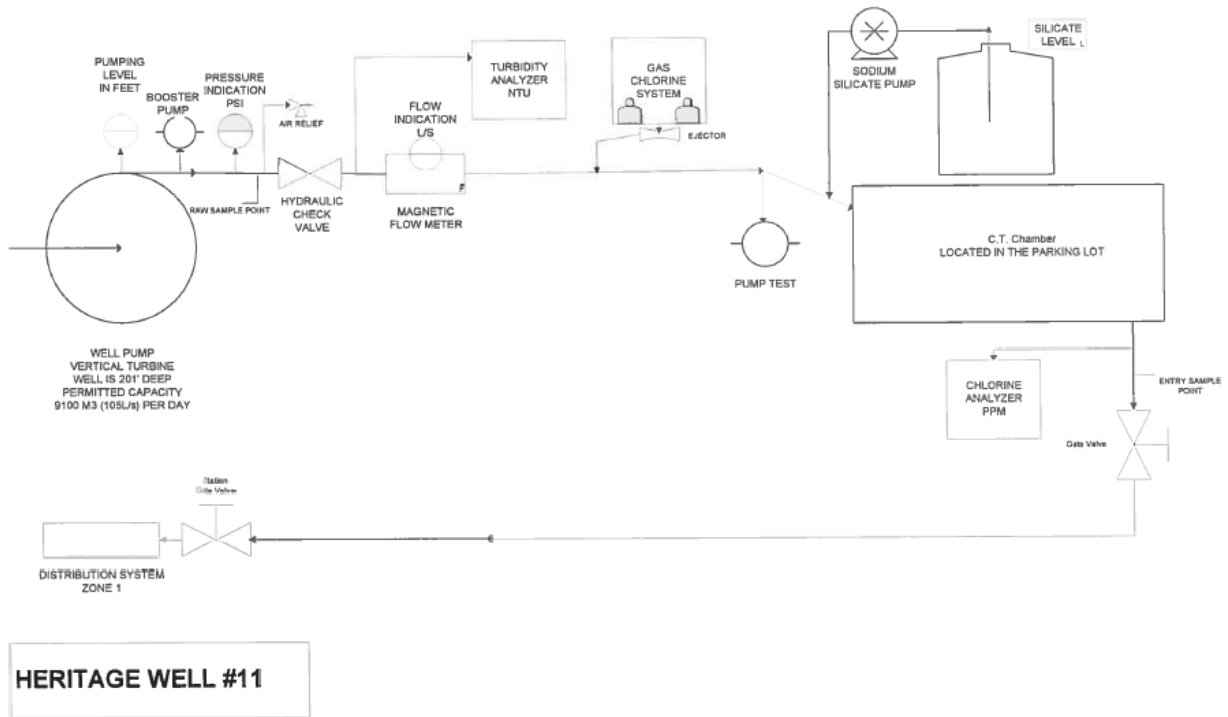 PUMPING
LEVEL
IN FEET
BOOSTER
PUMP
PRESSURE
INDICATION
PSI
AIR RELIEF
RAW SAMPLE POINT
HYDRAULIC
CHECK
VALVE
FLOW
INDICATION
L/S
F
MAGNETIC
FLOW METER
TURBIDITY
ANALYZER
NTU
GAS
CHLORINE
SYSTEM
EJECTOR
PUMP TEST
SODIUM
SILICATE PUMP
SILICATE
LEVEL L
C.T. Chamber
LOCATED IN THE PARKING LOT
WELL PUMP
VERTICAL TURBINE
WELL IS 201' DEEP
PERMITTED CAPACITY
9100 M3 (105L/s) PER DAY
CHLORINE
ANALYZER
PPM
ENTRY SAMPLE
POINT
Gate Valve
Station
Gate Valve
DISTRIBUTION SYSTEM
ZONE 1
HERITAGE WELL #11